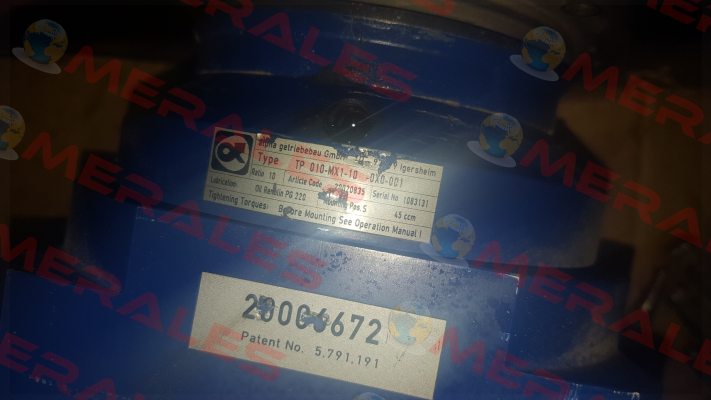 alpha getriebebau GmbH Igersheim
Type TP 010-MX1-10 -0X0-001
Ratio 10 Article Code Serial No 1083131
Lubrication: Oil Renolin PG 220 Mounting Pos. S 45 ccm
Tightening Torques: Before Mounting See Operation Manual !
Patent No. 5.791.191
MERALES
MERALES
MERALES
MERALES
MERALES
MERALES